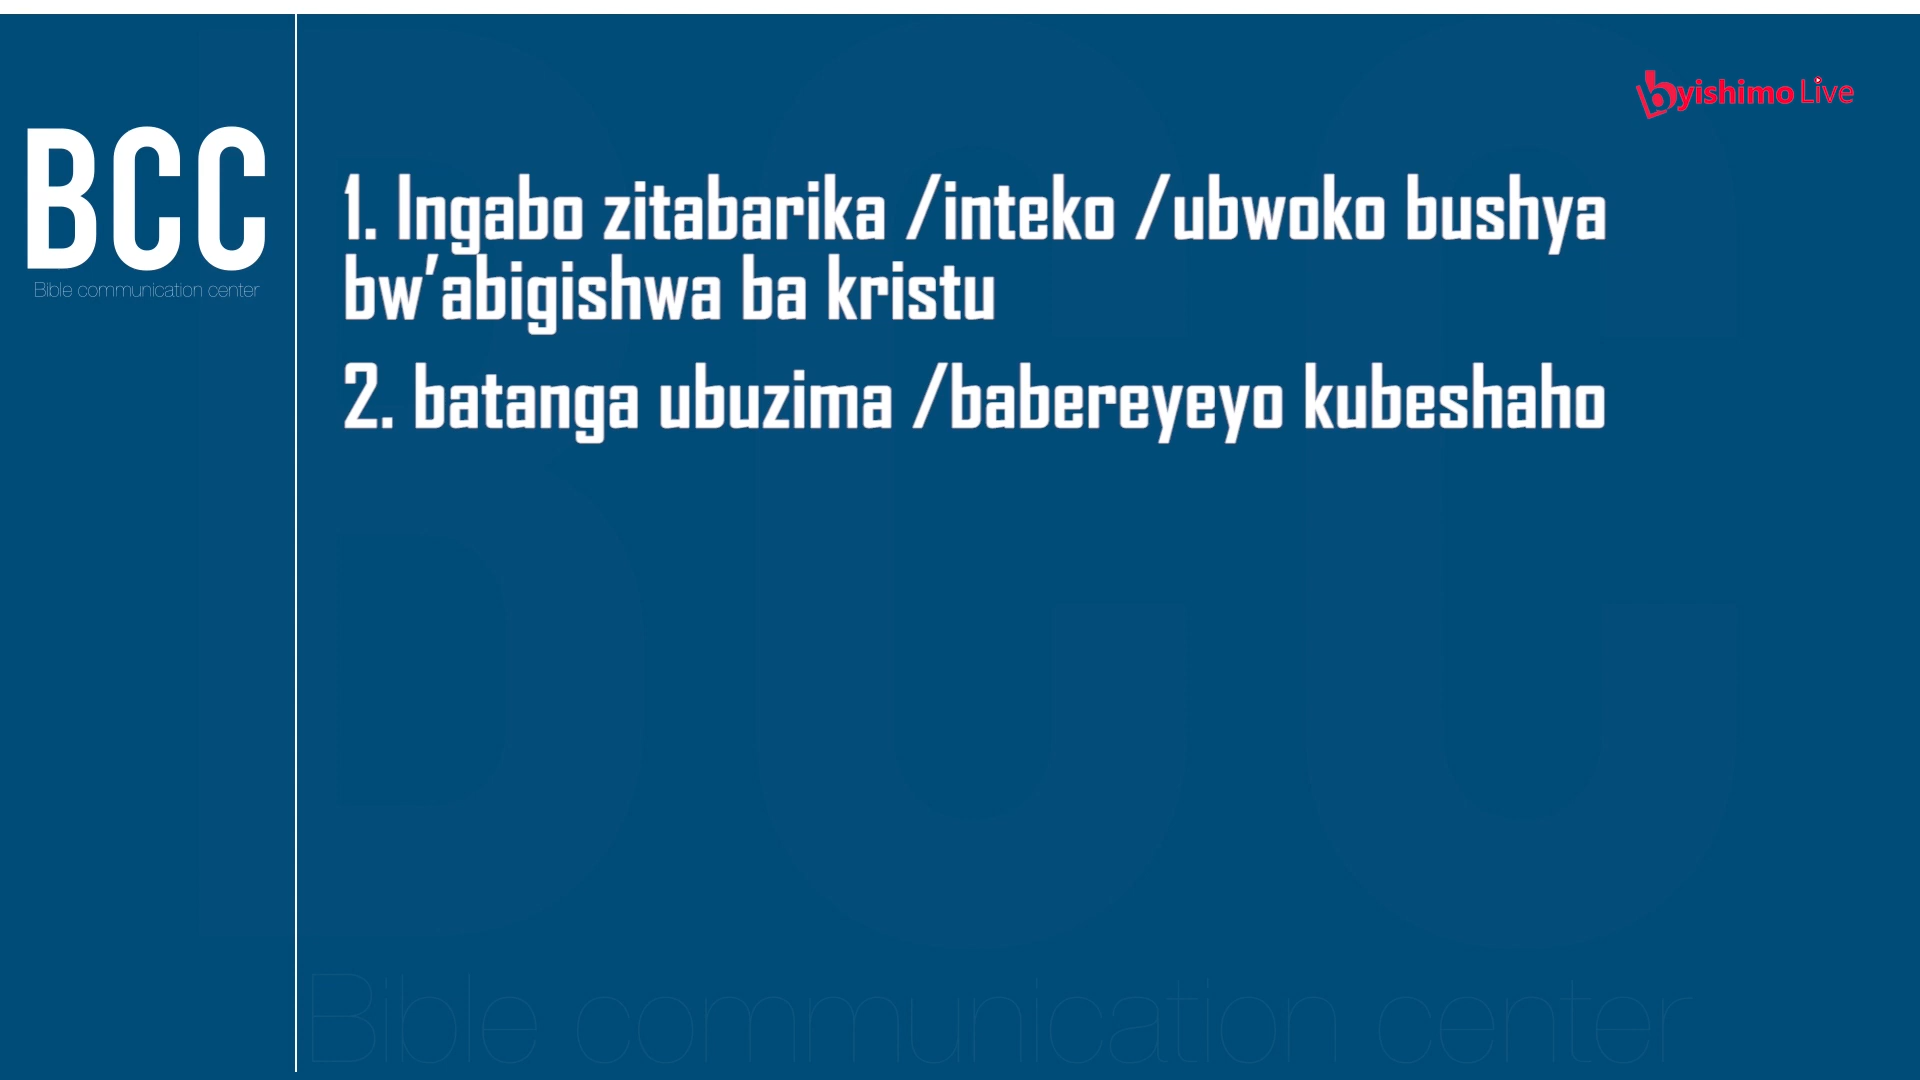 byishimo Live
BCC
Bible communication center
1. Ingabo zitabarika /inteko /ubwoko bushya
bw’abigishwa ba kristu
2. batanga ubuzima /babereyeyo kubeshaho
Bible communication center